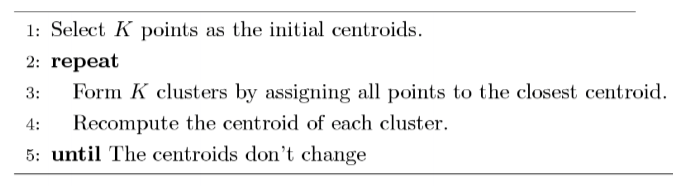 1: Select K points as the initial centroids.
2: repeat
3: Form K clusters by assigning all points to the closest centroid.
4: Recompute the centroid of each cluster.
5: until The centroids don't change